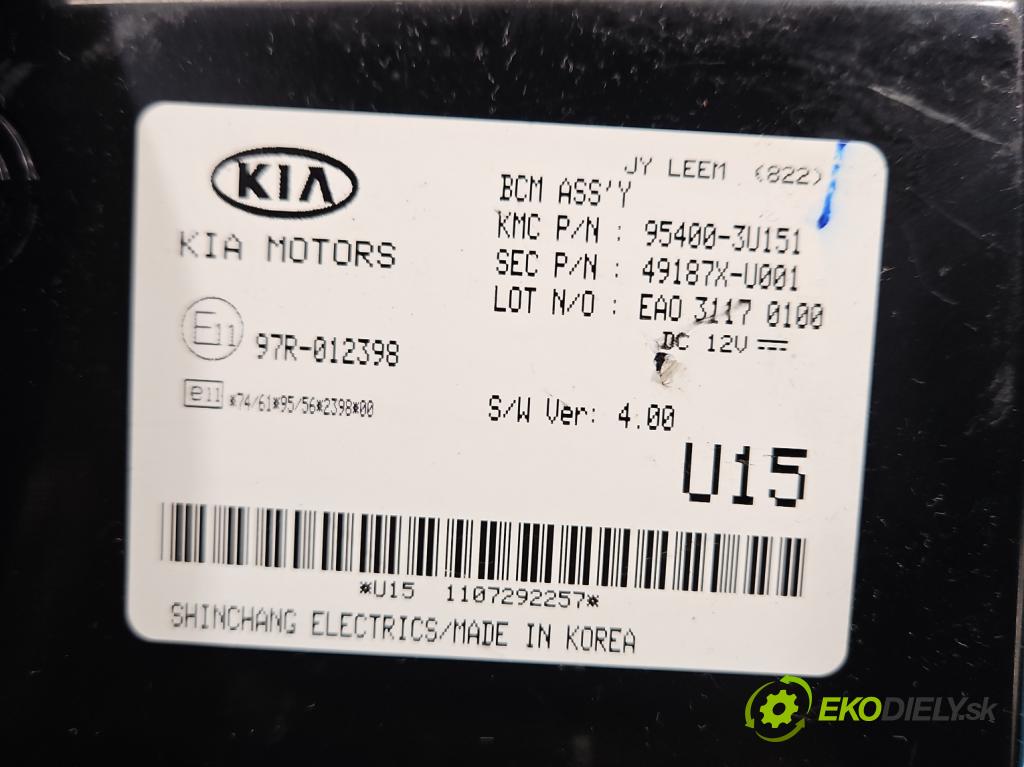 JY LEEM (822)
KIA
BCM ASS'Y
KIA MOTORS
KMC P/N : 95400-3U151
SEC P/N : 49187X-U001
LOT N/O : EAO 3117 0100
DC 12V
E11 97R-012398
e11 *74/61*95/56*2398*00
S/W Ver: 4.00
U15
*U15 1107292257*
SHINCHANG ELECTRICS/MADE IN KOREA
EKODIELY.sk